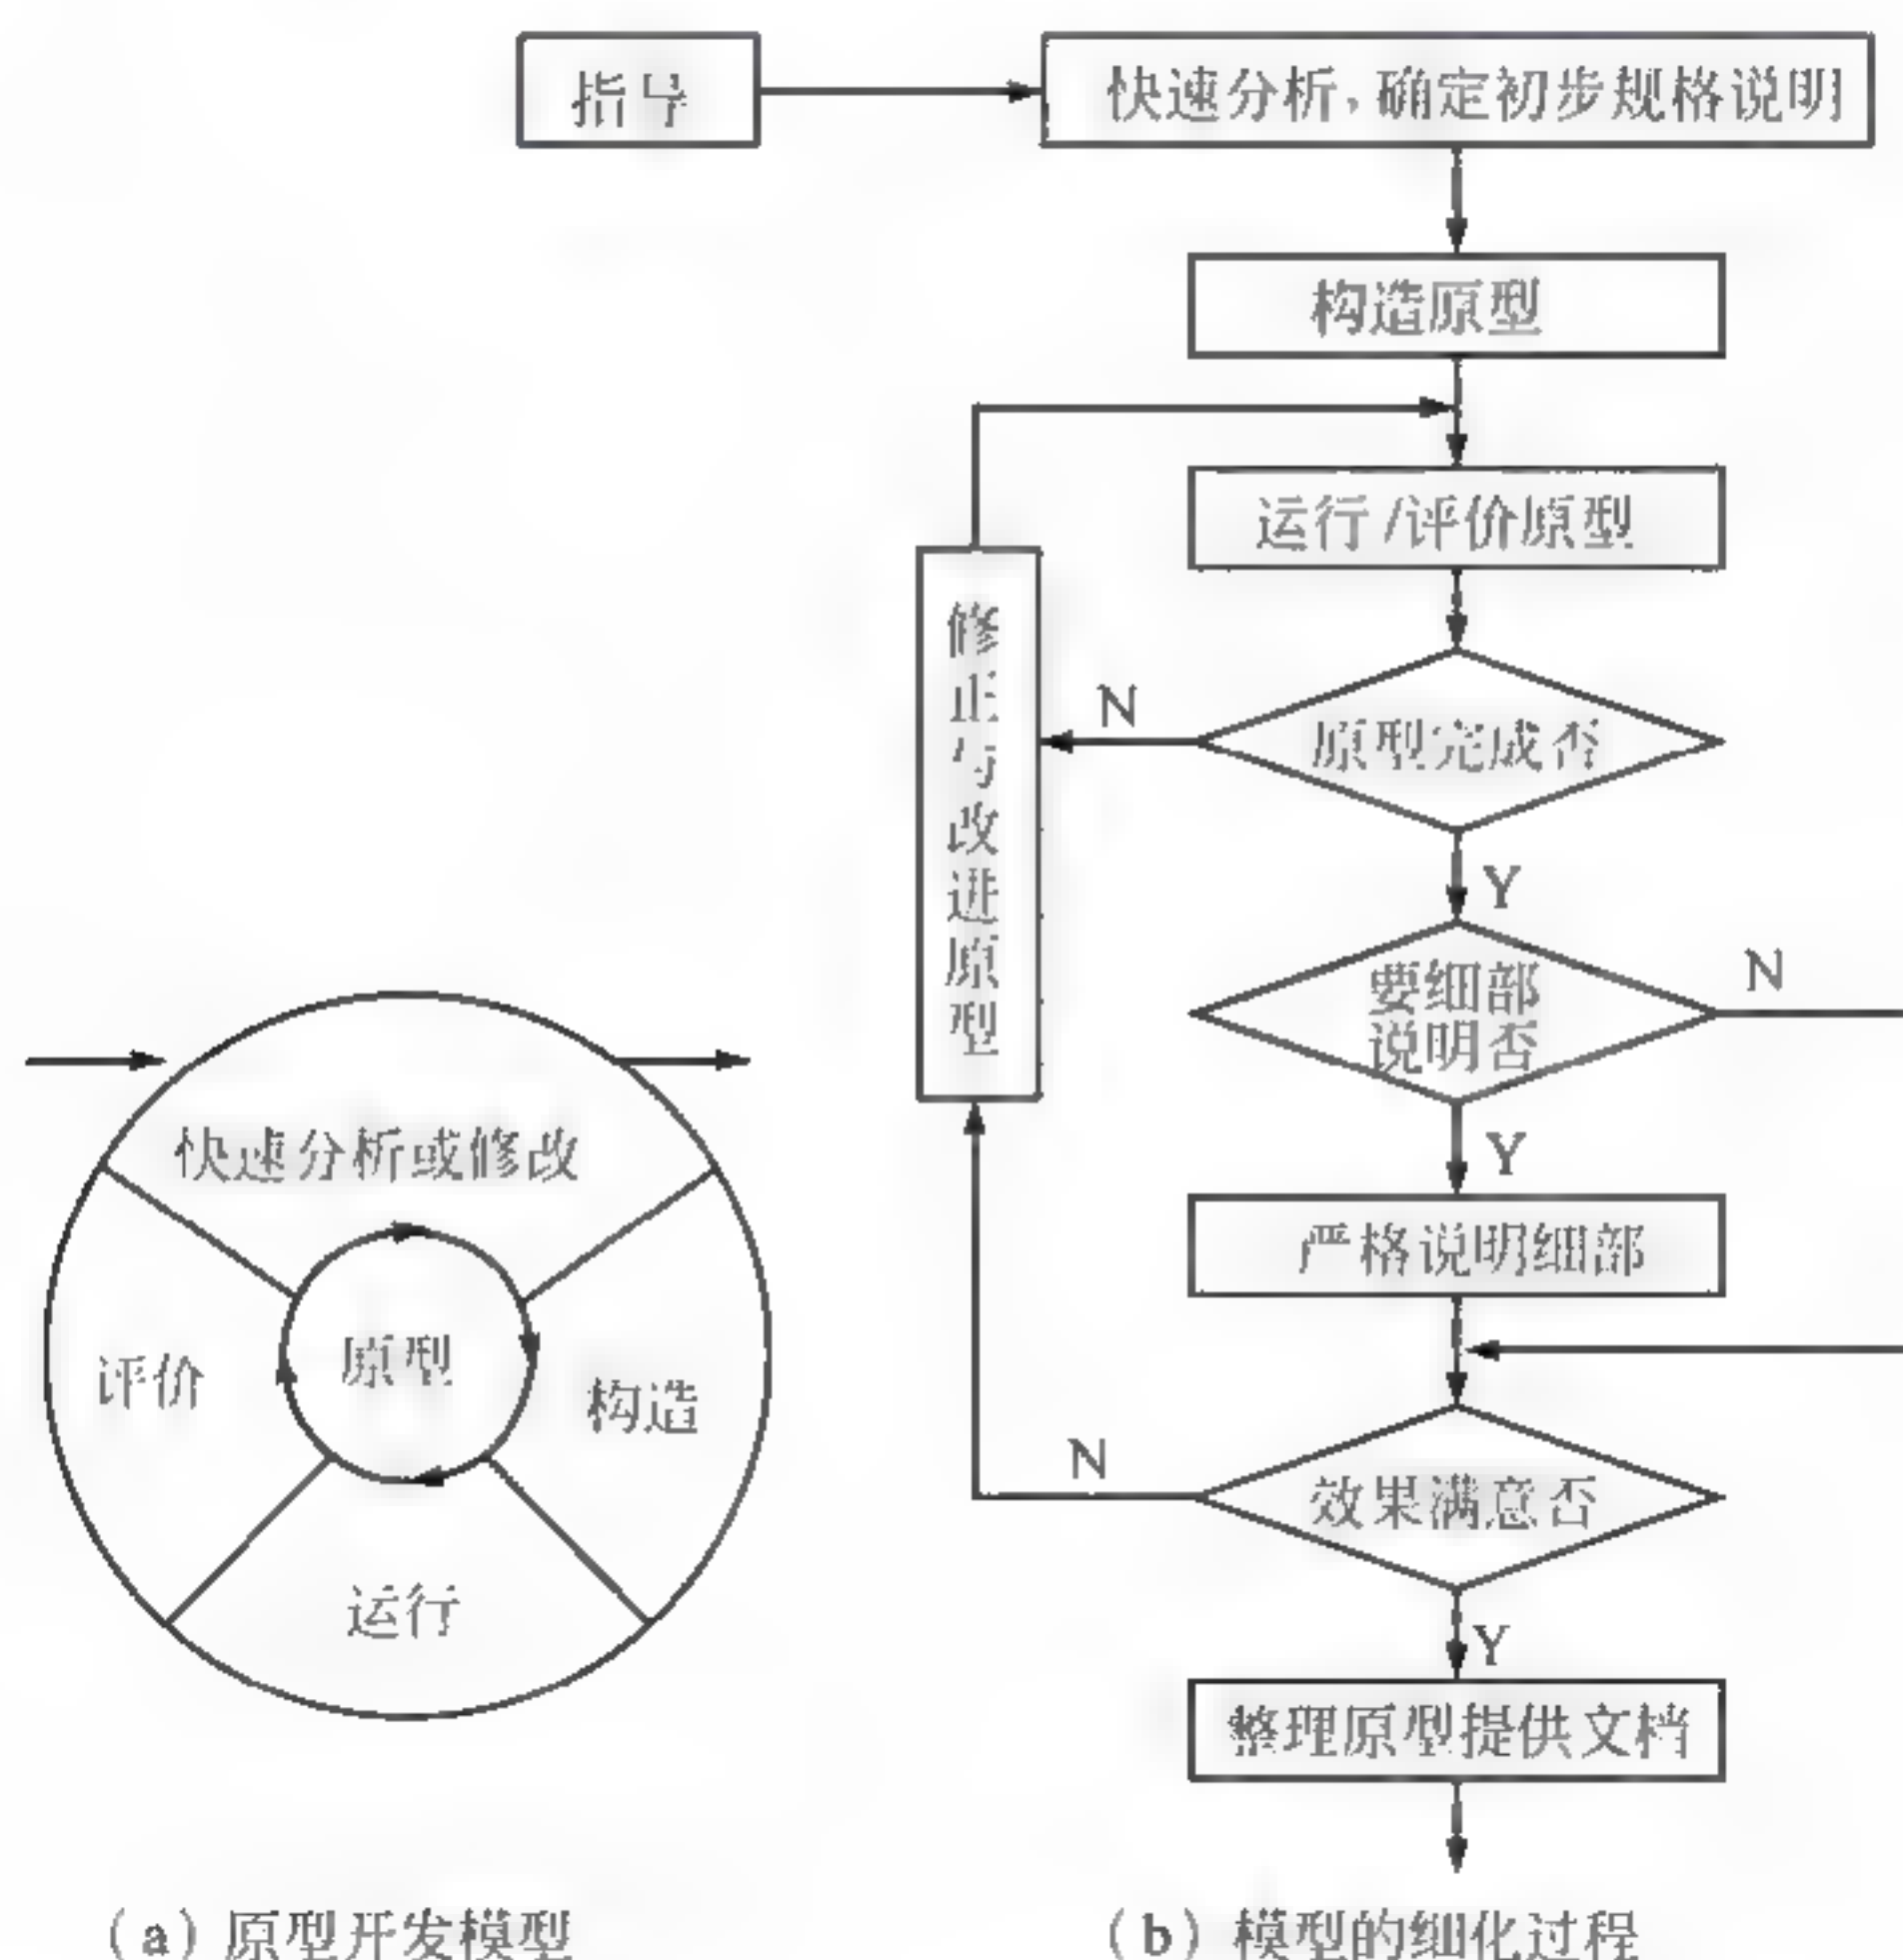 指导
快速分析,确定初步规格说明
构造原型
运行/评价原型
修正与改进原型
原型完成否
N
Y
要细部
说明否
N
Y
严格说明细部
效果满意否
N
Y
整理原型提供文档
快速分析或修改
评价
原型
构造
运行
(a)原型开发模型
(b)模型的细化过程